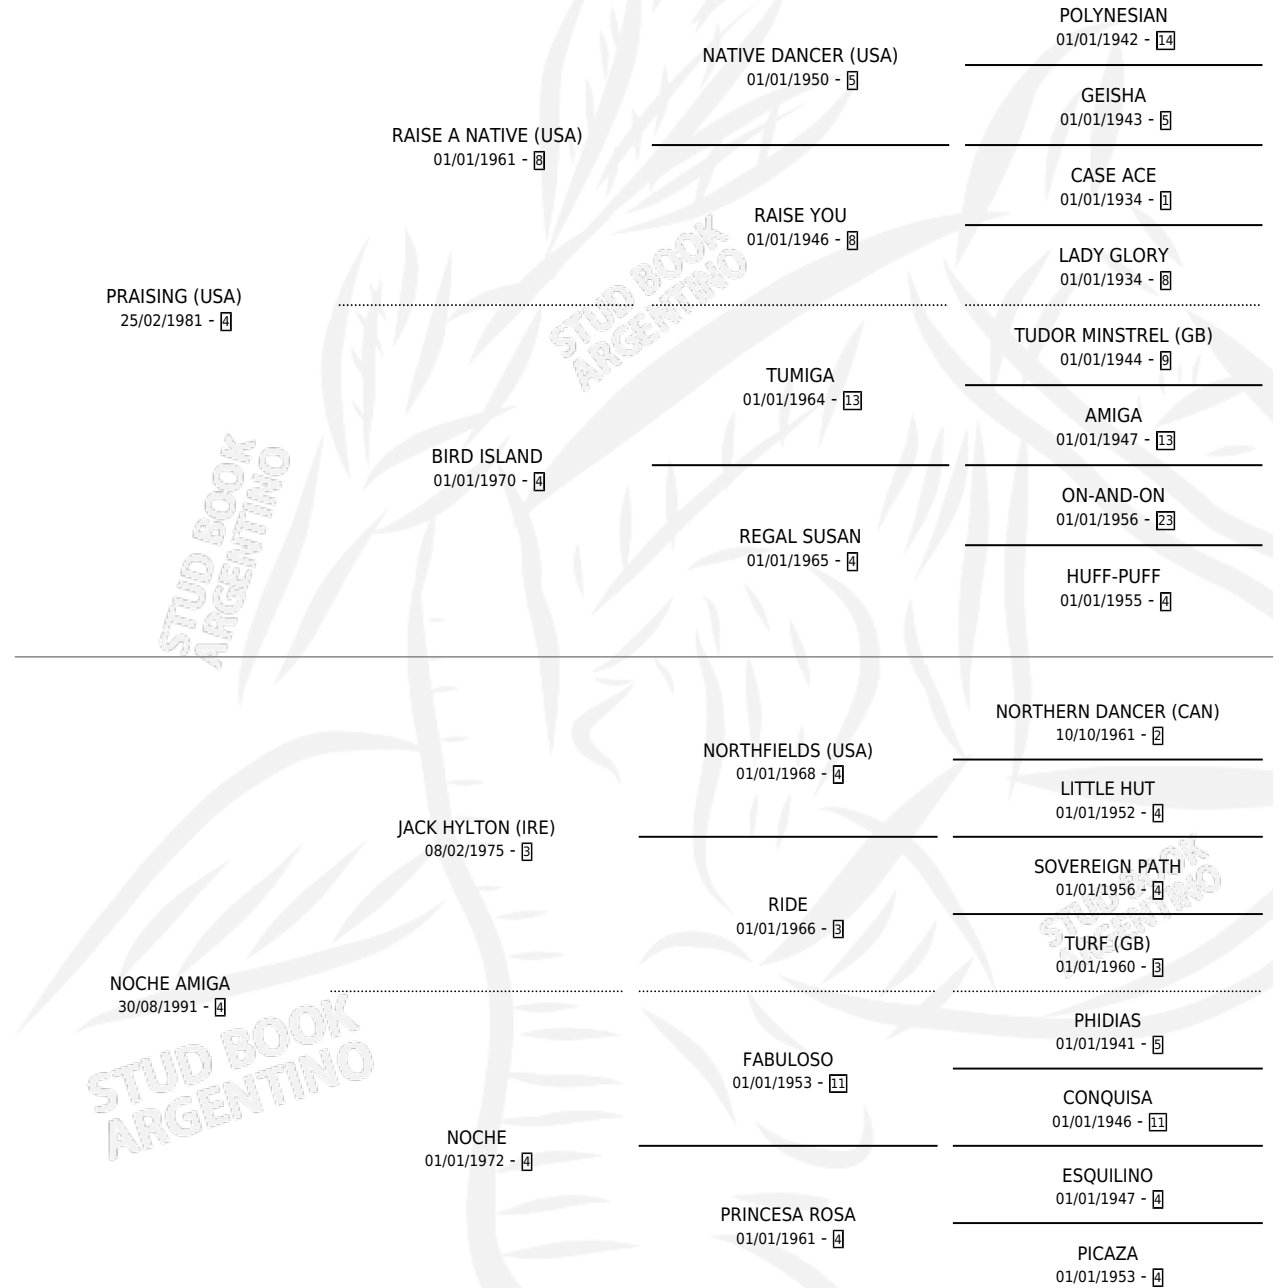 POLYNESIAN
01/01/1942 - 14
NATIVE DANCER (USA)
01/01/1950 - 5
GEISHA
01/01/1943 - 5
RAISE A NATIVE (USA)
01/01/1961 - 8
CASE ACE
01/01/1934 - 1
RAISE YOU
01/01/1946 - 8
LADY GLORY
01/01/1934 - 8
STUD BOOK
ARGENTINO
PRAISING (USA)
25/02/1981 - 4
TUDOR MINSTREL (GB)
01/01/1944 - 9
TUMIGA
01/01/1964 - 13
AMIGA
01/01/1947 - 13
BIRD ISLAND
01/01/1970 - 4
ON-AND-ON
01/01/1956 - 23
REGAL SUSAN
01/01/1965 - 4
HUFF-PUFF
01/01/1955 - 4
STUD BOOK
ARGENTINO
NORTHERN DANCER (CAN)
10/10/1961 - 2
NORTHFIELDS (USA)
01/01/1968 - 4
LITTLE HUT
01/01/1952 - 4
JACK HYLTON (IRE)
08/02/1975 - 3
SOVEREIGN PATH
01/01/1956 - 4
RIDE
01/01/1966 - 3
TURF (GB)
01/01/1960 - 3
STUD BOOK
ARGENTINO
NOCHE AMIGA
30/08/1991 - 4
PHIDIAS
01/01/1941 - 5
FABULOSO
01/01/1953 - 11
CONQUISA
01/01/1946 - 11
STUD BOOK
ARGENTINO
NOCHE
01/01/1972 - 4
ESQUILINO
01/01/1947 - 4
PRINCESA ROSA
01/01/1961 - 4
PICAZA
01/01/1953 - 4